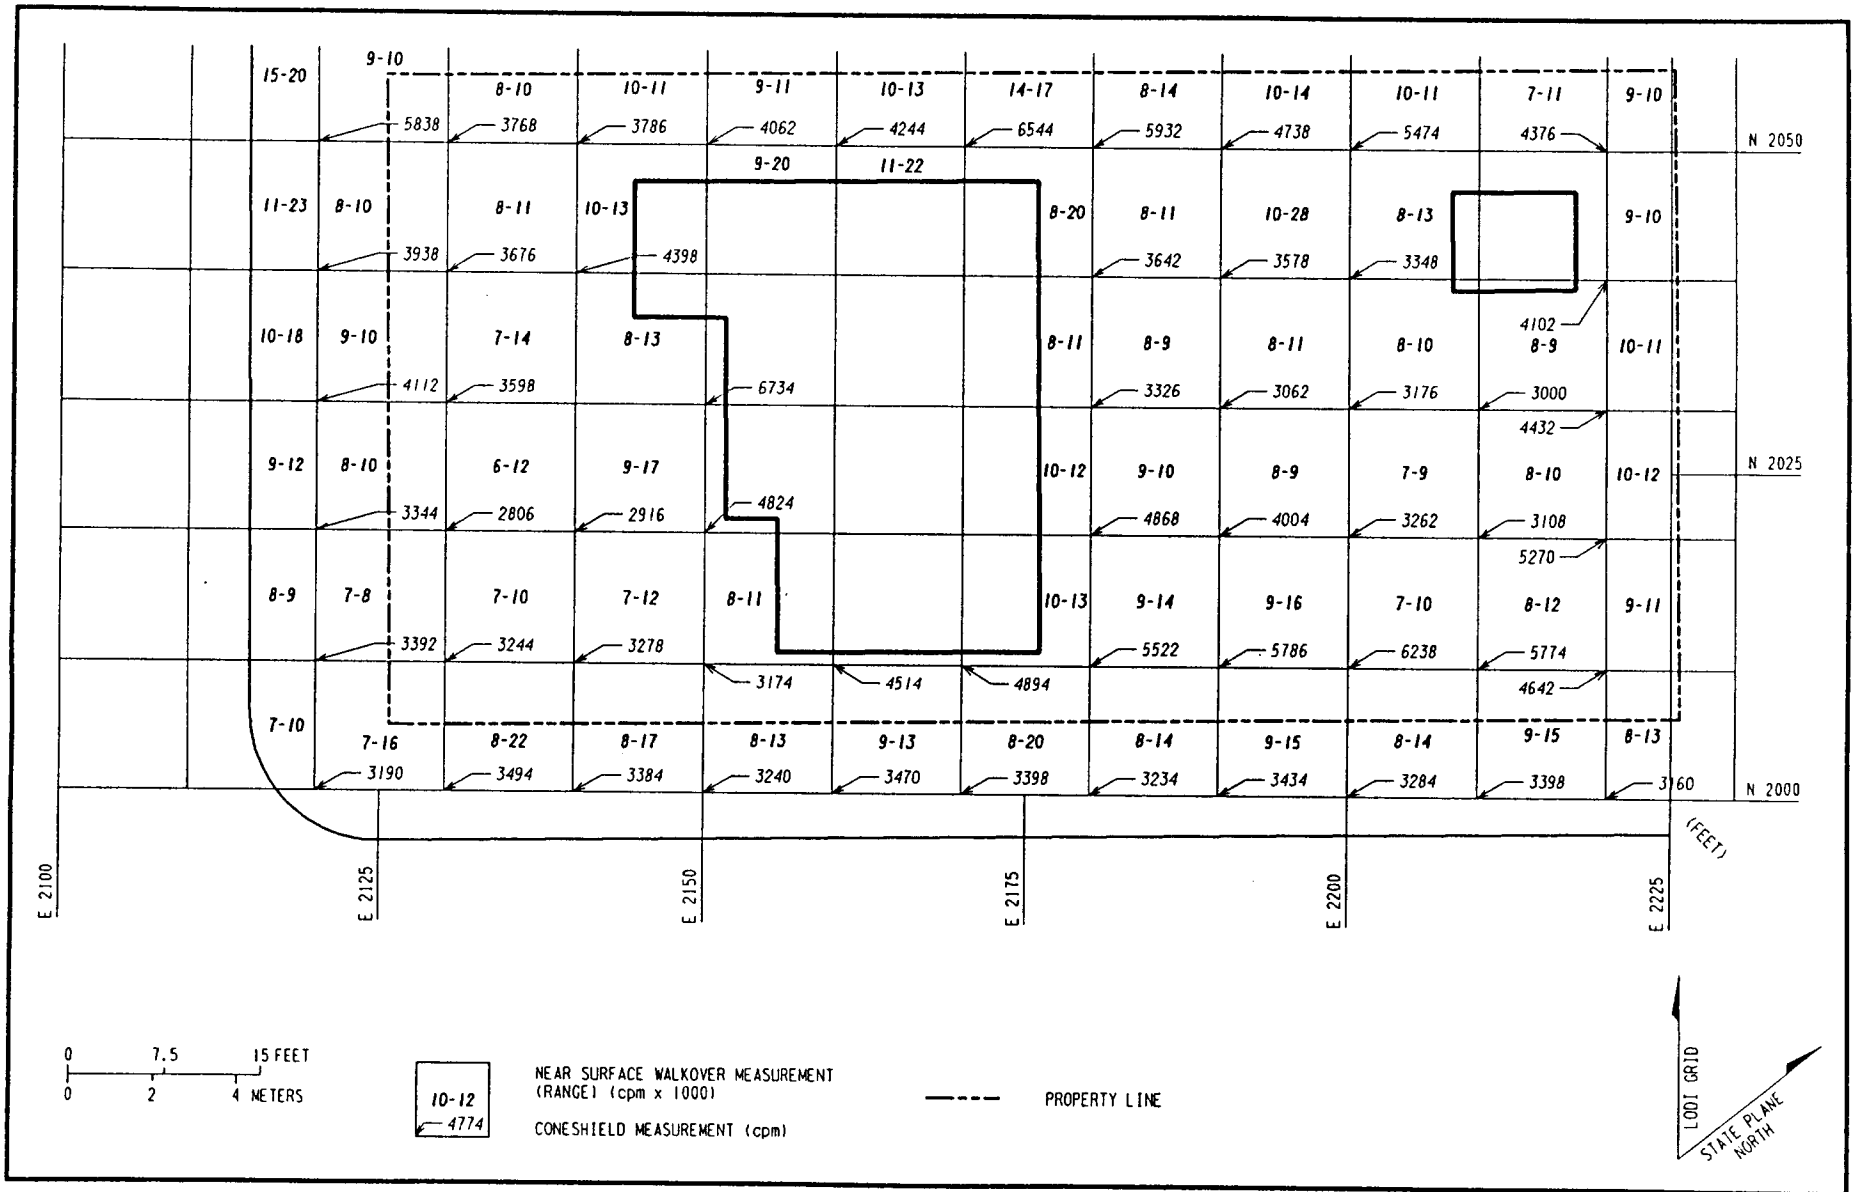 9-10
15-20 8-10 10-11 9-11 10-13 14-17 8-14 10-14 10-11 7-11 9-10
5838 3768 3786 4062 4244 6544 5932 4738 5474 4376
N 2050
9-20 11-22
11-23 8-10 8-11 10-13 8-20 8-11 10-28 8-13 9-10
3938 3676 4398 3642 3578 3348
4102
10-18 9-10 7-14 8-13 8-11 8-9 8-11 8-10 8-9 10-11
4112 3598 6734 3326 3062 3176 3000
4432
9-12 8-10 6-12 9-17 10-12 9-10 8-9 7-9 8-10 10-12 N 2025
3344 2806 2916 4824 4868 4004 3262 3108
5270
8-9 7-8 7-10 7-12 8-11 10-13 9-14 9-16 7-10 8-12 9-11
3392 3244 3278 5522 5786 6238 5774
3174 4514 4894 4642
7-10
7-16 8-22 8-17 8-13 9-13 8-20 8-14 9-15 8-14 9-15 8-13
3190 3494 3384 3240 3470 3398 3234 3434 3284 3398 3160 N 2000
(FEET)
E 2100
E 2125
E 2150
E 2175
E 2200
E 2225
0 7.5 15 FEET
0 2 4 METERS
10-12
4774
NEAR SURFACE WALKOVER MEASUREMENT
(RANGE) (cpm x 1000)
CONESHIELD MEASUREMENT (cpm)
PROPERTY LINE
LODI GRID
STATE PLANE
NORTH